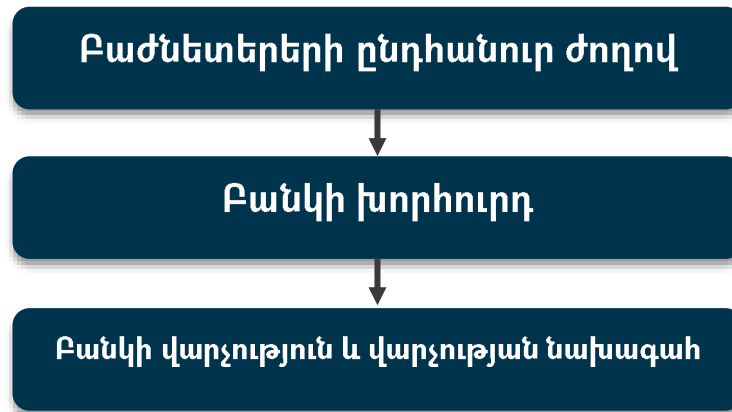 Բաժնետերերի ընդհանուր ժողով
Բանկի խորհուրդ
Բանկի վարչություն և վարչության նախագահ